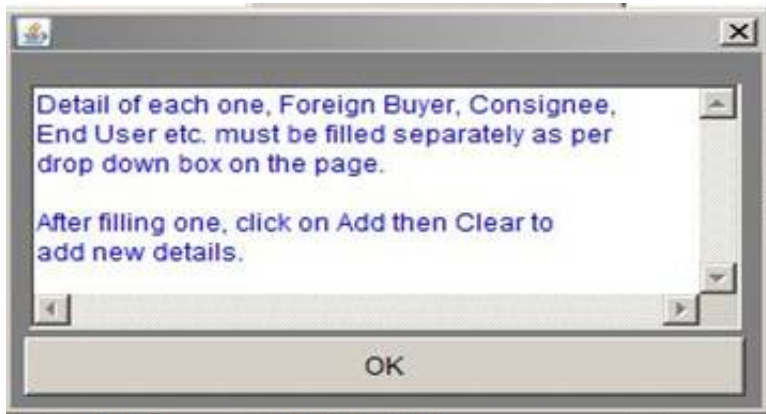 Detail of each one, Foreign Buyer, Consignee,
End User etc. must be filled separately as per
drop down box on the page.
After filling one, click on Add then Clear to
add new details.
OK